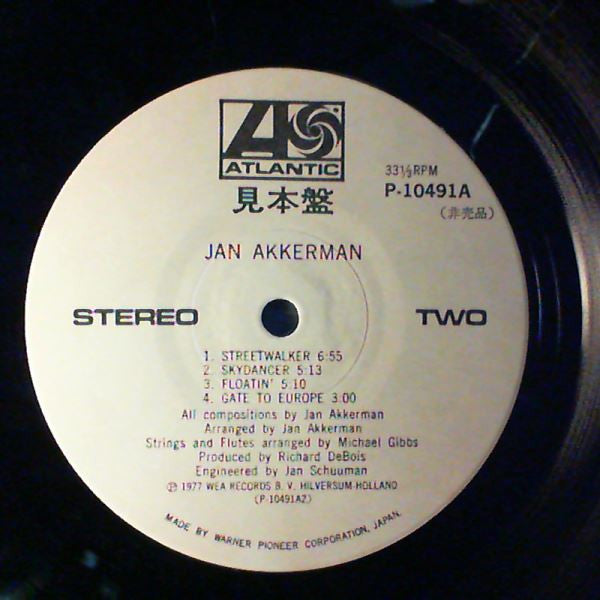 ATLANTIC
見本盤
33⅓RPM
P-10491A
(非売品)
JAN AKKERMAN
STEREO
TWO
1. STREETWALKER 6:55
2. SKYDANCER 5:13
3. FLOATIN' 5:10
4. GATE TO EUROPE 3:00
All compositions by Jan Akkerman
Arranged by Jan Akkerman
Strings and Flutes arranged by Michael Gibbs
Produced by Richard DeBois
Engineered by Jan Schuuman
Ⓟ 1977 WEA RECORDS B. V. HILVERSUM-HOLLAND
(P-10491A2)
MADE BY WARNER PIONEER CORPORATION, JAPAN.